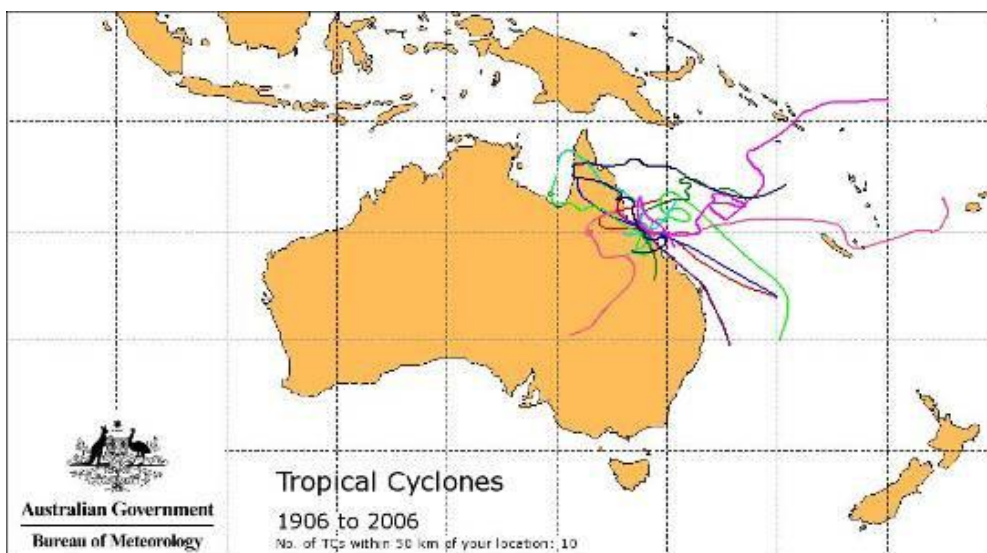 Tropical Cyclones
1906 to 2006
No. of TCs within 50 km of your location: 10
Australian Government
Bureau of Meteorology